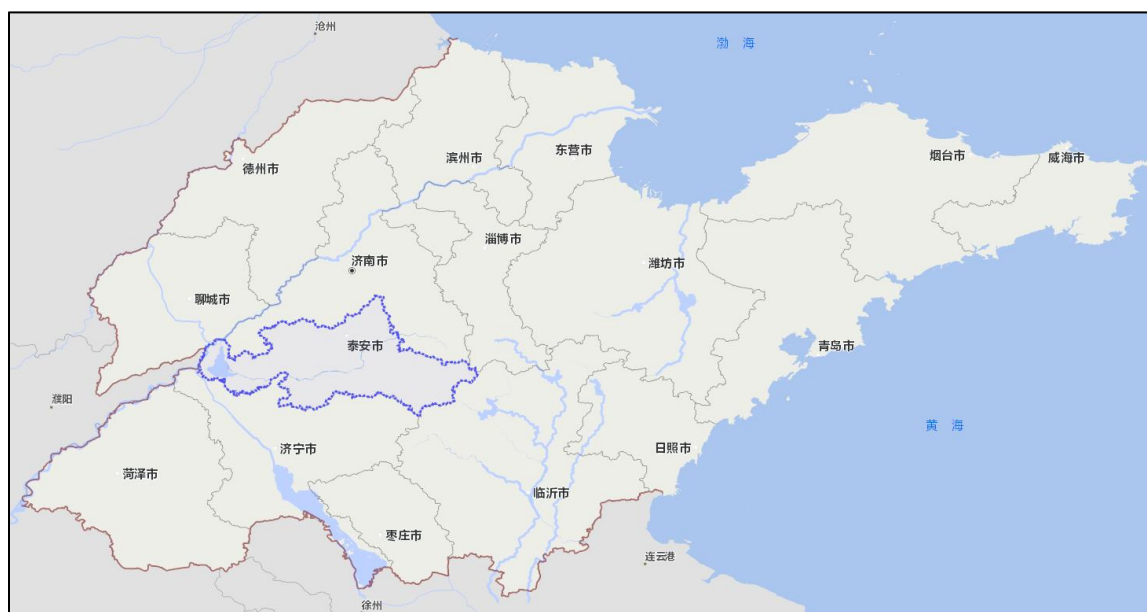 沧州
渤 海
德州市
滨州市
东营市
烟台市
威海市
淄博市
济南市
潍坊市
聊城市
泰安市
青岛市
濮阳
黄 海
济宁市
日照市
菏泽市
临沂市
枣庄市
连云港
徐州